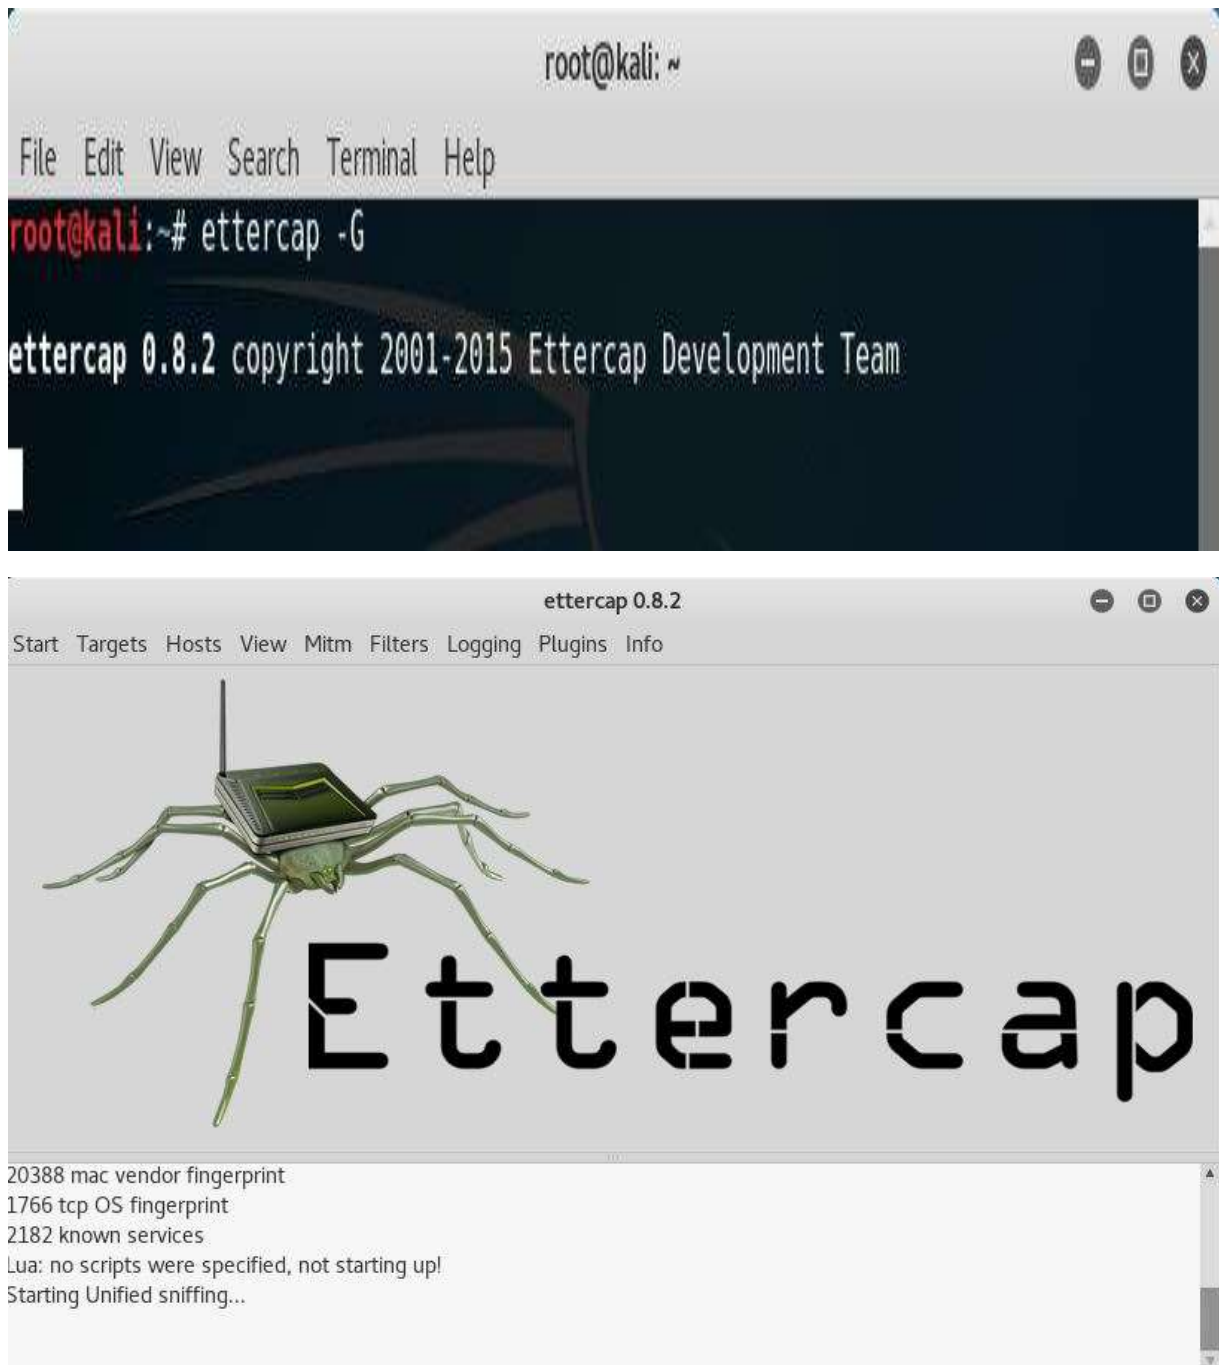 root@kali: ~
File Edit View Search Terminal Help
root@kali:~# ettercap -G
ettercap 0.8.2 copyright 2001-2015 Ettercap Development Team
ettercap 0.8.2
Start Targets Hosts View Mitm Filters Logging Plugins Info
Ettercap
20388 mac vendor fingerprint
1766 tcp OS fingerprint
2182 known services
Lua: no scripts were specified, not starting up!
Starting Unified sniffing...